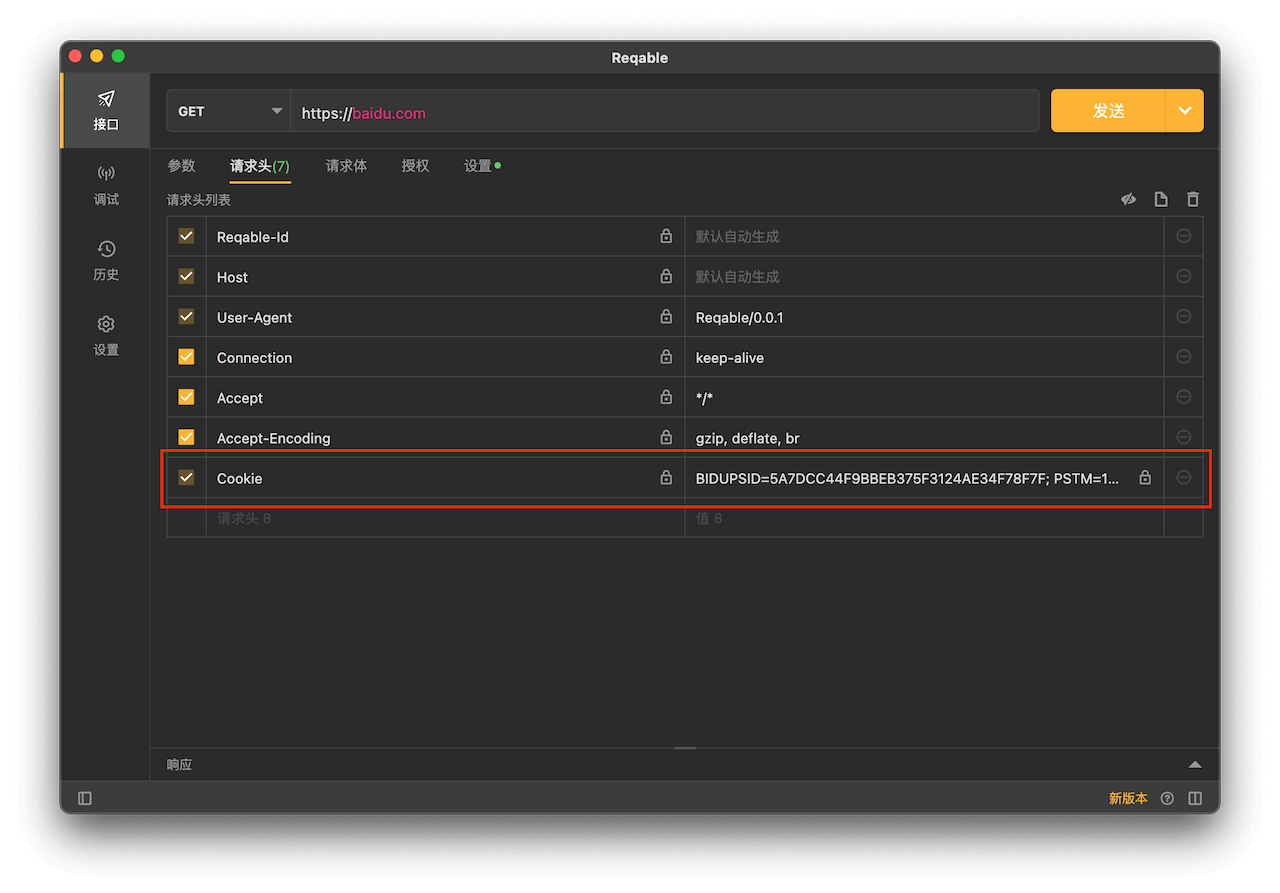 Reqable
接口
GET
https://baidu.com
发送
参数
请求头(7)
请求体
授权
设置
调试
请求头列表
Reqable-Id
默认自动生成
历史
Host
默认自动生成
User-Agent
Reqable/0.0.1
设置
Connection
keep-alive
Accept
*/*
Accept-Encoding
gzip, deflate, br
Cookie
BIDUPSID=5A7DCC44F9BBEB375F3124AE34F78F7F; PSTM=1...
请求头 8
值 8
响应
新版本